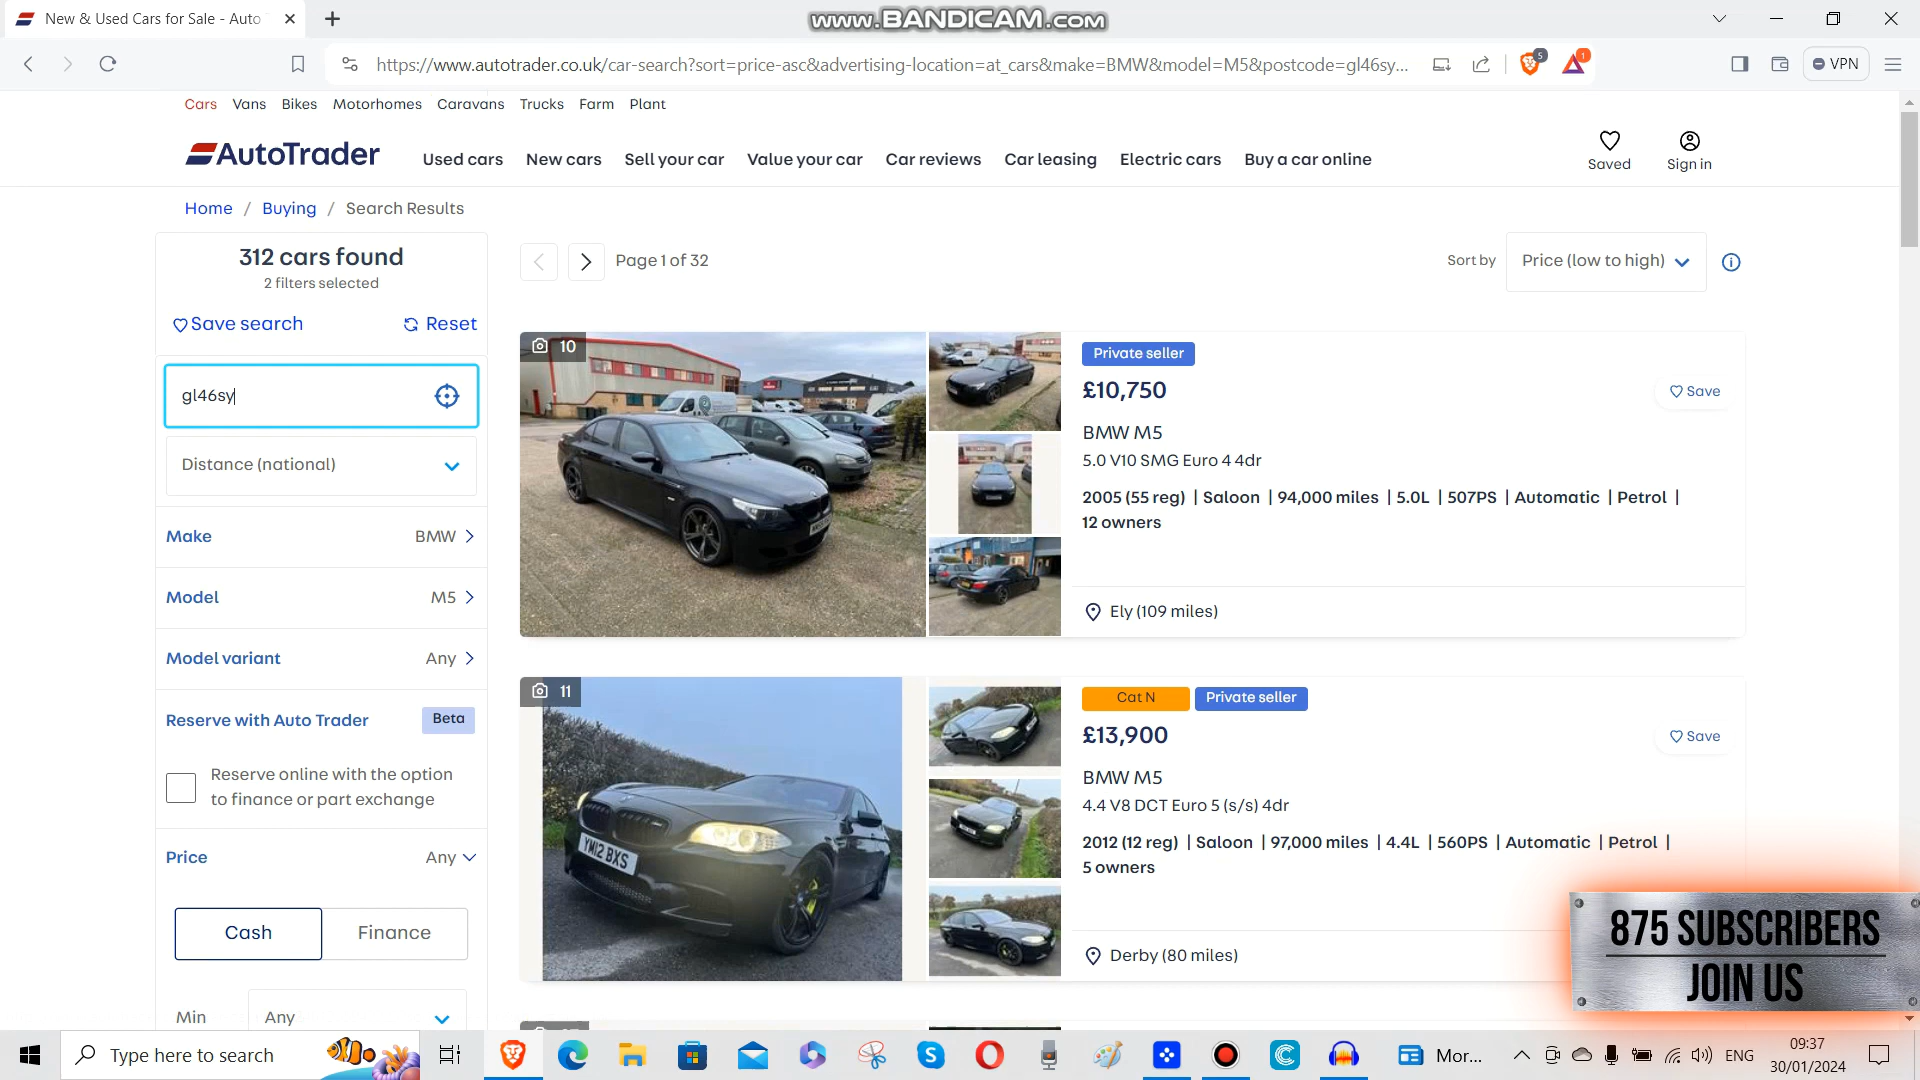 New & Used Cars for Sale - Auto
www.BANDICAM.com
https://www.autotrader.co.uk/car-search?sort=price-asc&advertising-location=at_cars&make=BMW&model=M5&postcode=gl46sy...
5
1
VPN
Cars Vans Bikes Motorhomes Caravans Trucks Farm Plant
AutoTrader
Used cars New cars Sell your car Value your car Car reviews Car leasing Electric cars Buy a car online
Saved
Sign in
Home / Buying / Search Results
312 cars found
2 filters selected
Save search
Reset
gl46sy
Distance (national)
Make BMW
Model M5
Model variant Any
Reserve with Auto Trader Beta
Reserve online with the option
to finance or part exchange
Price Any
Cash Finance
Min Any
Page 1 of 32
Sort by Price (low to high)
10
Private seller
£10,750
Save
BMW M5
5.0 V10 SMG Euro 4 4dr
2005 (55 reg) | Saloon | 94,000 miles | 5.0L | 507PS | Automatic | Petrol |
12 owners
Ely (109 miles)
11
YM12 BXS
Cat N Private seller
£13,900
Save
BMW M5
4.4 V8 DCT Euro 5 (s/s) 4dr
2012 (12 reg) | Saloon | 97,000 miles | 4.4L | 560PS | Automatic | Petrol |
5 owners
Derby (80 miles)
875 SUBSCRIBERS
JOIN US
Type here to search
Mor...
ENG
09:37
30/01/2024